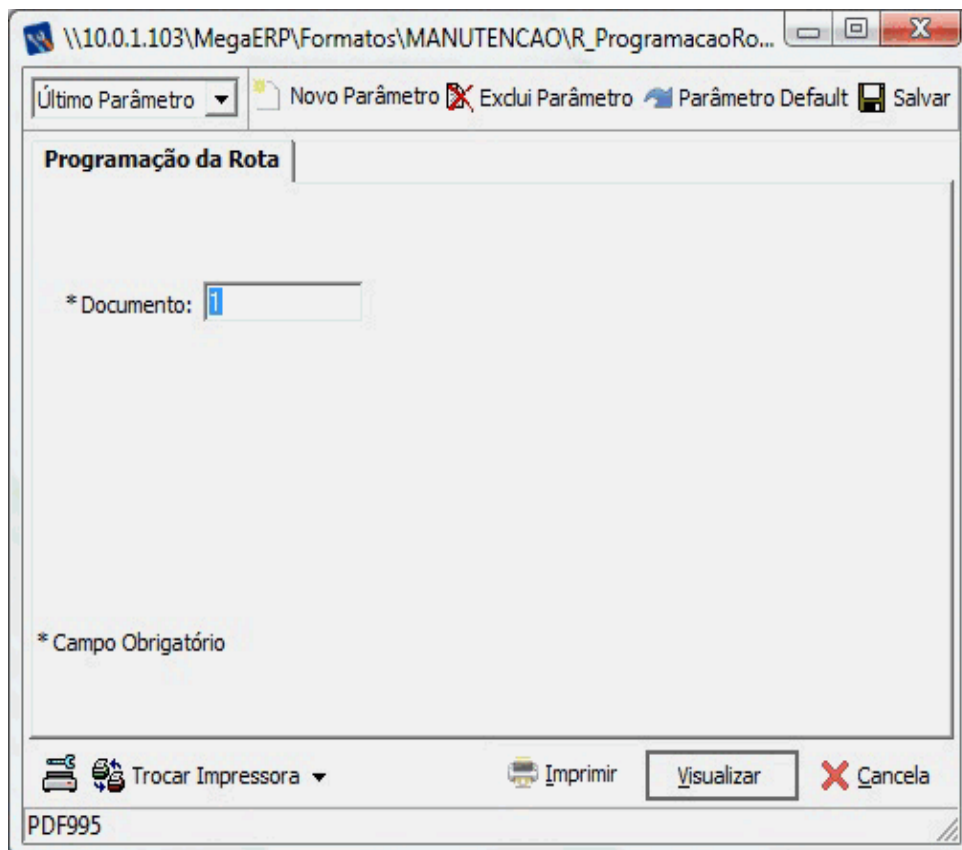 \\10.0.1.103\MegaERP\Formatos\MANUTENCAO\R_ProgramacaoRo...
Último Parâmetro Novo Parâmetro Exclui Parâmetro Parâmetro Default Salvar
Programação da Rota
* Documento: 1
* Campo Obrigatório
Trocar Impressora Imprimir Visualizar Cancela
PDF995